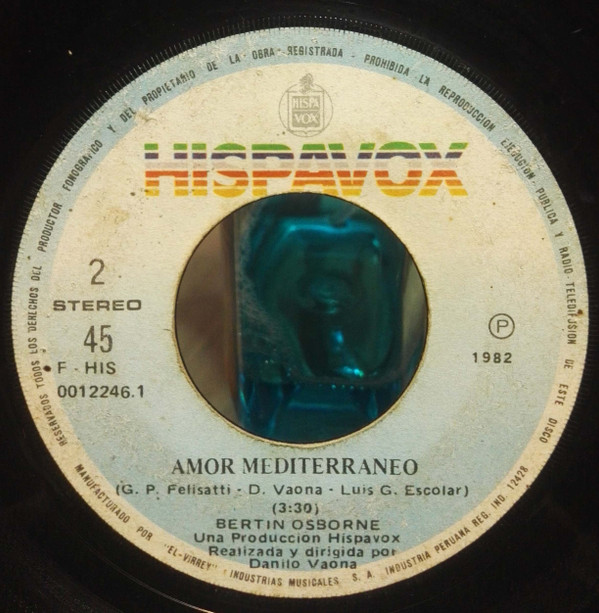 RESERVADOS TODOS LOS DERECHOS DEL PRODUCTOR FONOGRAFICO Y DEL PROPIETARIO DE LA OBRA REGISTRADA - PROHIBIDA LA REPRODUCCION, EJECUCION PUBLICA Y RADIO-TELEDIFUSION DE ESTE DISCO
HISPA
VOX
HISPAVOX
2
STEREO
45
F - HIS
0012246.1
Ⓟ
1982
AMOR MEDITERRANEO
(G. P. Felisatti - D. Vaona - Luis G. Escolar)
(3:30)
BERTIN OSBORNE
Una Producción Hispavox
Realizada y dirigida por
Danilo Vaona
MANUFACTURADO POR "EL-VIRREY" INDUSTRIAS MUSICALES S. A. INDUSTRIA PERUANA REG. IND. 12428